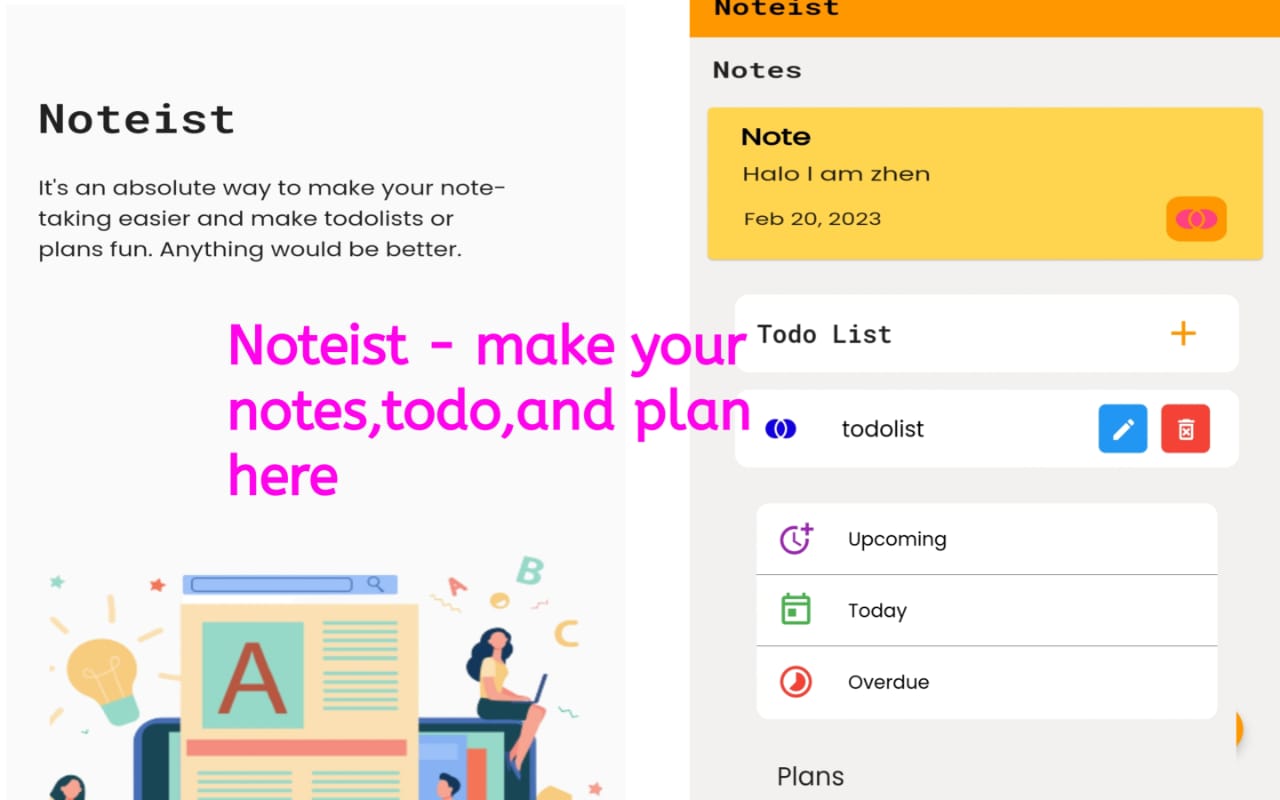 Noteist
It's an absolute way to make your note-
taking easier and make todolists or
plans fun. Anything would be better.
Noteist - make your
notes,todo,and plan
here
A
B
C
A
Noteist
Notes
Note
Halo I am zhen
Feb 20, 2023
Todo List
todolist
Upcoming
Today
Overdue
Plans